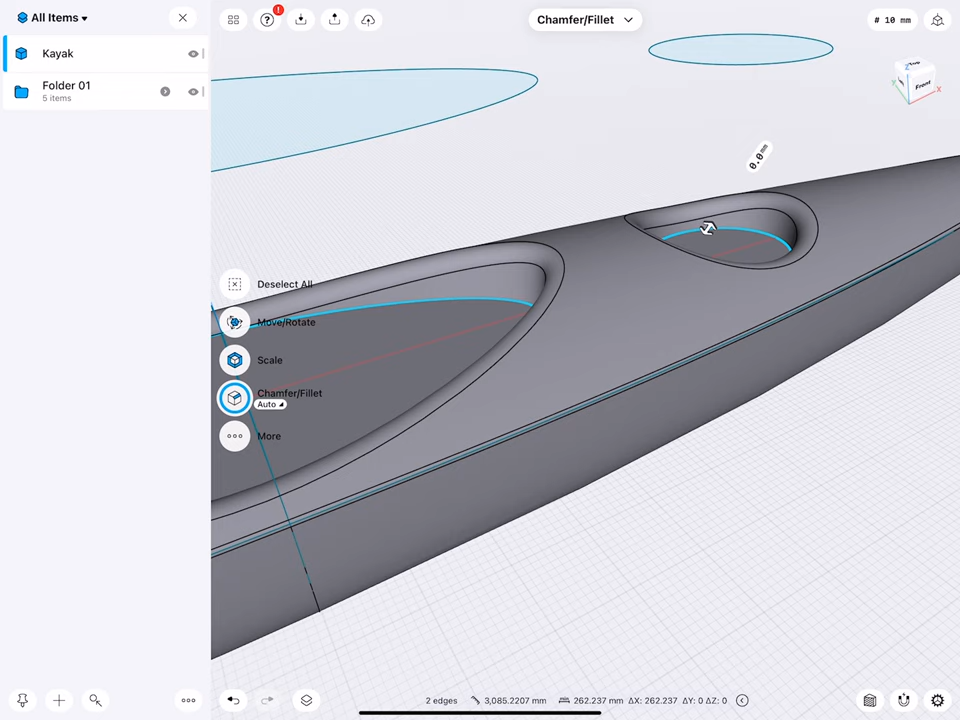 All Items
Kayak
Folder 01
5 items
!
Chamfer/Fillet
# 10 mm
Front
X
Z
0.0 mm
Deselect All
Move/Rotate
Scale
Chamfer/Fillet
Auto
More
2 edges 3,085.2207 mm 262.237 mm ΔX: 262.237 ΔY: 0 ΔZ: 0